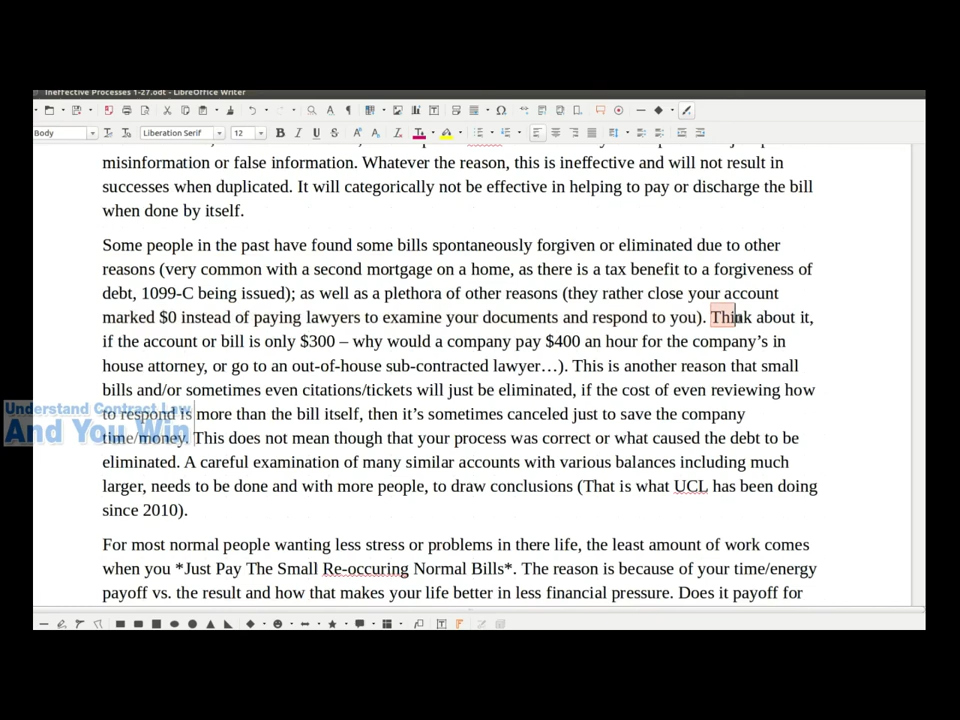 Ineffective Processes 1-27.odt - LibreOffice Writer
Body Liberation Serif 12
misinformation or false information. Whatever the reason, this is ineffective and will not result in
successes when duplicated. It will categorically not be effective in helping to pay or discharge the bill
when done by itself.
Some people in the past have found some bills spontaneously forgiven or eliminated due to other
reasons (very common with a second mortgage on a home, as there is a tax benefit to a forgiveness of
debt, 1099-C being issued); as well as a plethora of other reasons (they rather close your account
marked $0 instead of paying lawyers to examine your documents and respond to you). Think about it,
if the account or bill is only $300 – why would a company pay $400 an hour for the company’s in
house attorney, or go to an out-of-house sub-contracted lawyer…). This is another reason that small
bills and/or sometimes even citations/tickets will just be eliminated, if the cost of even reviewing how
to respond is more than the bill itself, then it’s sometimes canceled just to save the company
time/money. This does not mean though that your process was correct or what caused the debt to be
eliminated. A careful examination of many similar accounts with various balances including much
larger, needs to be done and with more people, to draw conclusions (That is what UCL has been doing
since 2010).
For most normal people wanting less stress or problems in there life, the least amount of work comes
when you *Just Pay The Small Re-occuring Normal Bills*. The reason is because of your time/energy
payoff vs. the result and how that makes your life better in less financial pressure. Does it payoff for
Understand Contract Law
And You Win